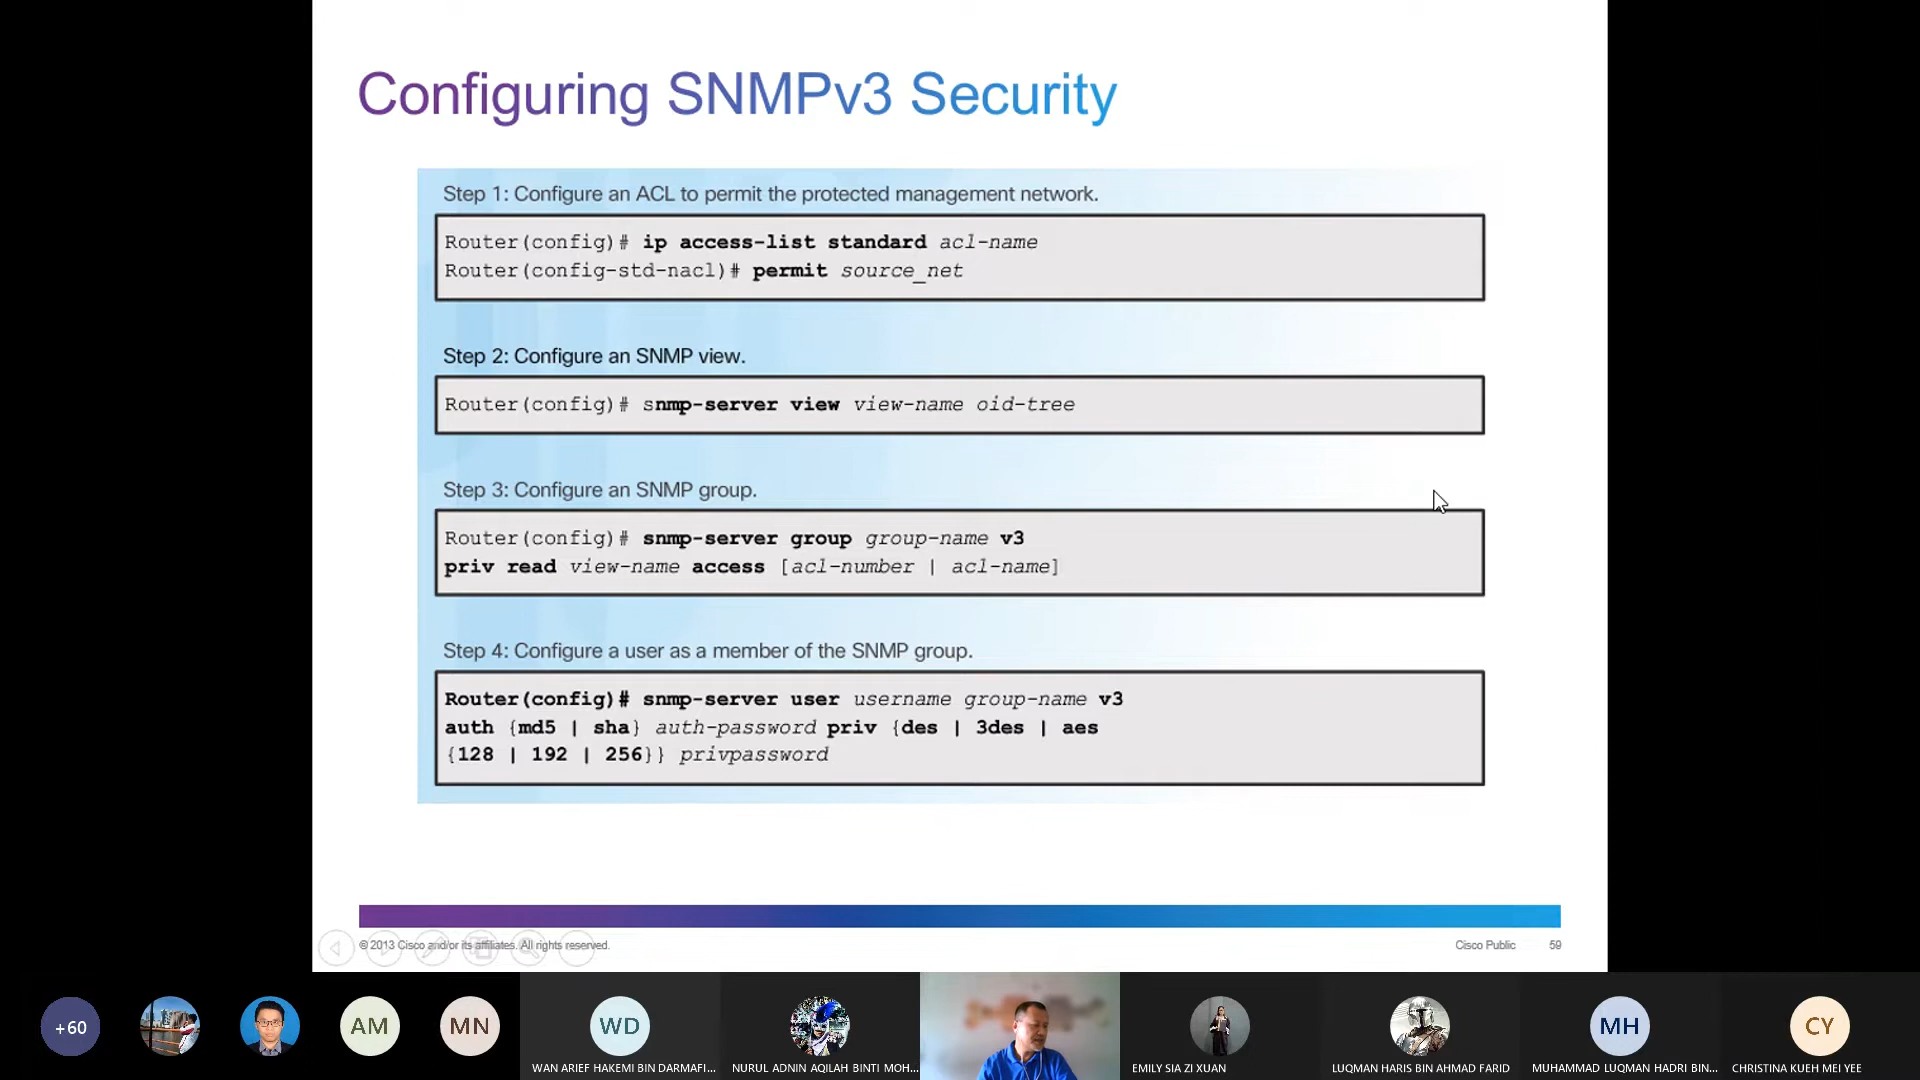 Configuring SNMPv3 Security
Step 1: Configure an ACL to permit the protected management network.
Router(config)# ip access-list standard acl-name
Router(config-std-nacl)# permit source_net
Step 2: Configure an SNMP view.
Router(config)# snmp-server view view-name oid-tree
Step 3: Configure an SNMP group.
Router(config)# snmp-server group group-name v3
priv read view-name access [acl-number | acl-name]
Step 4: Configure a user as a member of the SNMP group.
Router(config)# snmp-server user username group-name v3
auth {md5 | sha} auth-password priv {des | 3des | aes
{128 | 192 | 256}} privpassword
© 2013 Cisco and/or its affiliates. All rights reserved.
Cisco Public 59
+60
AM
MN
WD
MH
CY
WAN ARIEF HAKEMI BIN DARMAFI...
NURUL ADNIN AQILAH BINTI MOH...
EMILY SIA ZI XUAN
LUQMAN HARIS BIN AHMAD FARID
MUHAMMAD LUQMAN HADRI BIN...
CHRISTINA KUEH MEI YEE